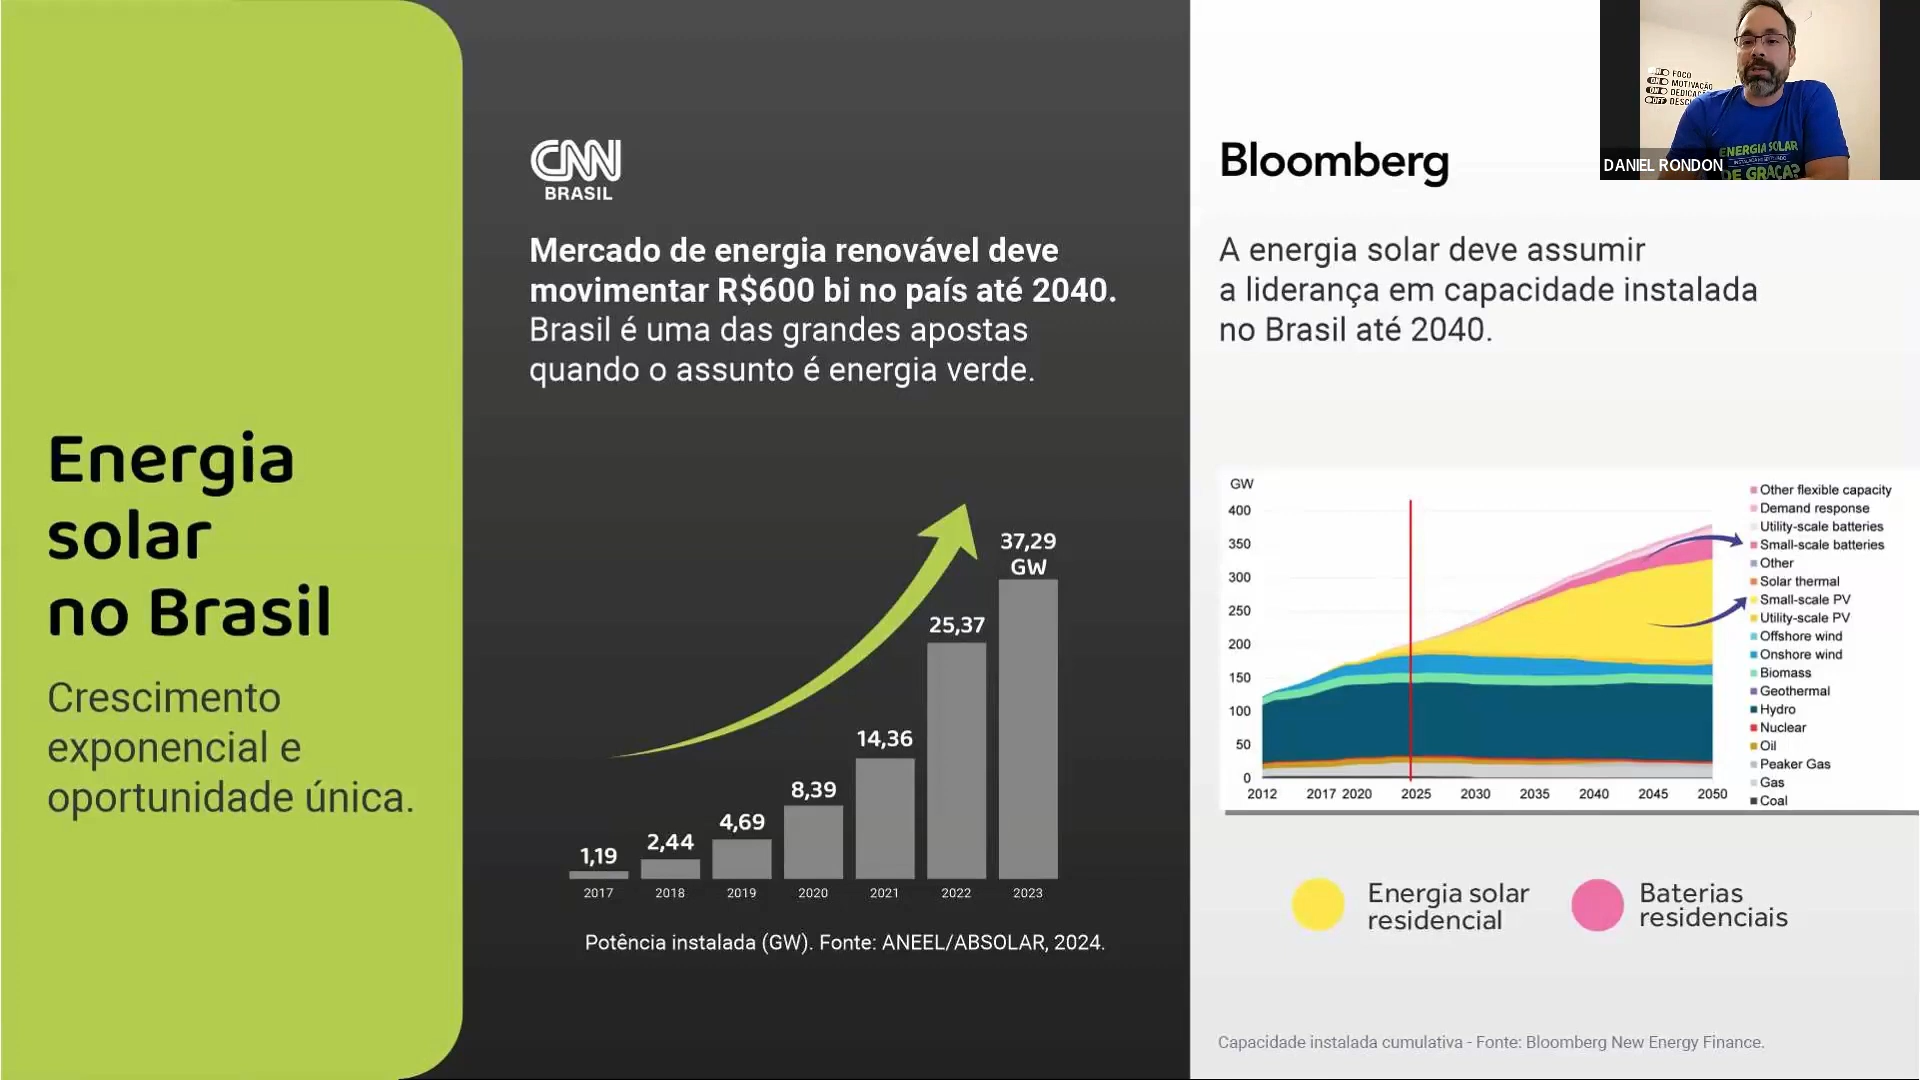 Energia
solar
no Brasil
Crescimento
exponencial e
oportunidade única.
CNN
BRASIL
Mercado de energia renovável deve
movimentar R$600 bi no país até 2040.
Brasil é uma das grandes apostas
quando o assunto é energia verde.
37,29
GW
25,37
14,36
8,39
4,69
2,44
1,19
2017 2018 2019 2020 2021 2022 2023
Potência instalada (GW). Fonte: ANEEL/ABSOLAR, 2024.
Bloomberg
A energia solar deve assumir
a liderança em capacidade instalada
no Brasil até 2040.
GW
400
350
300
250
200
150
100
50
0
2012 2017 2020 2025 2030 2035 2040 2045 2050
Other flexible capacity
Demand response
Utility-scale batteries
Small-scale batteries
Other
Solar thermal
Small-scale PV
Utility-scale PV
Offshore wind
Onshore wind
Biomass
Geothermal
Hydro
Nuclear
Oil
Peaker Gas
Gas
Coal
Energia solar
residencial
Baterias
residenciais
Capacidade instalada cumulativa - Fonte: Bloomberg New Energy Finance.
FOCO
ON MOTIVAÇÃO
ON
OFF
ENERGIA SOLAR
DE GRAÇA?
DANIEL RONDON